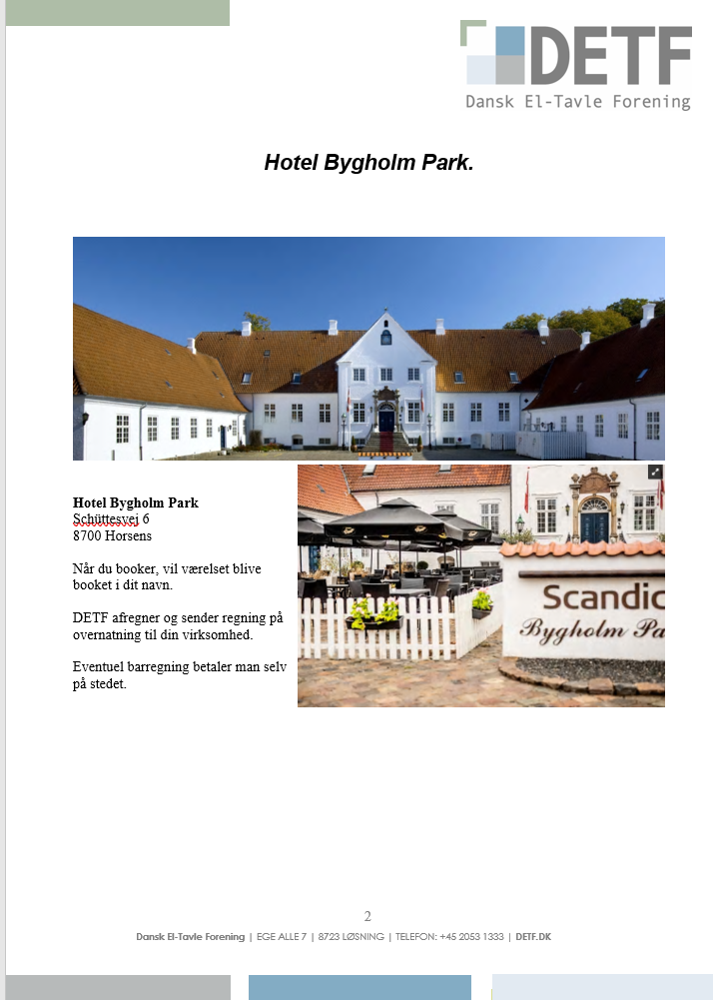 DETF
Dansk El-Tavle Forening
Hotel Bygholm Park.
Hotel Bygholm Park
Schüttesvej 6
8700 Horsens
Når du booker, vil værelset blive
booket i dit navn.
DETF afregner og sender regning på
overnatning til din virksomhed.
Eventuel barregning betaler man selv
på stedet.
Scandic
Bygholm Pa
2
Dansk El-Tavle Forening | EGE ALLE 7 | 8723 LØSNING | TELEFON: +45 2053 1333 | DETF.DK